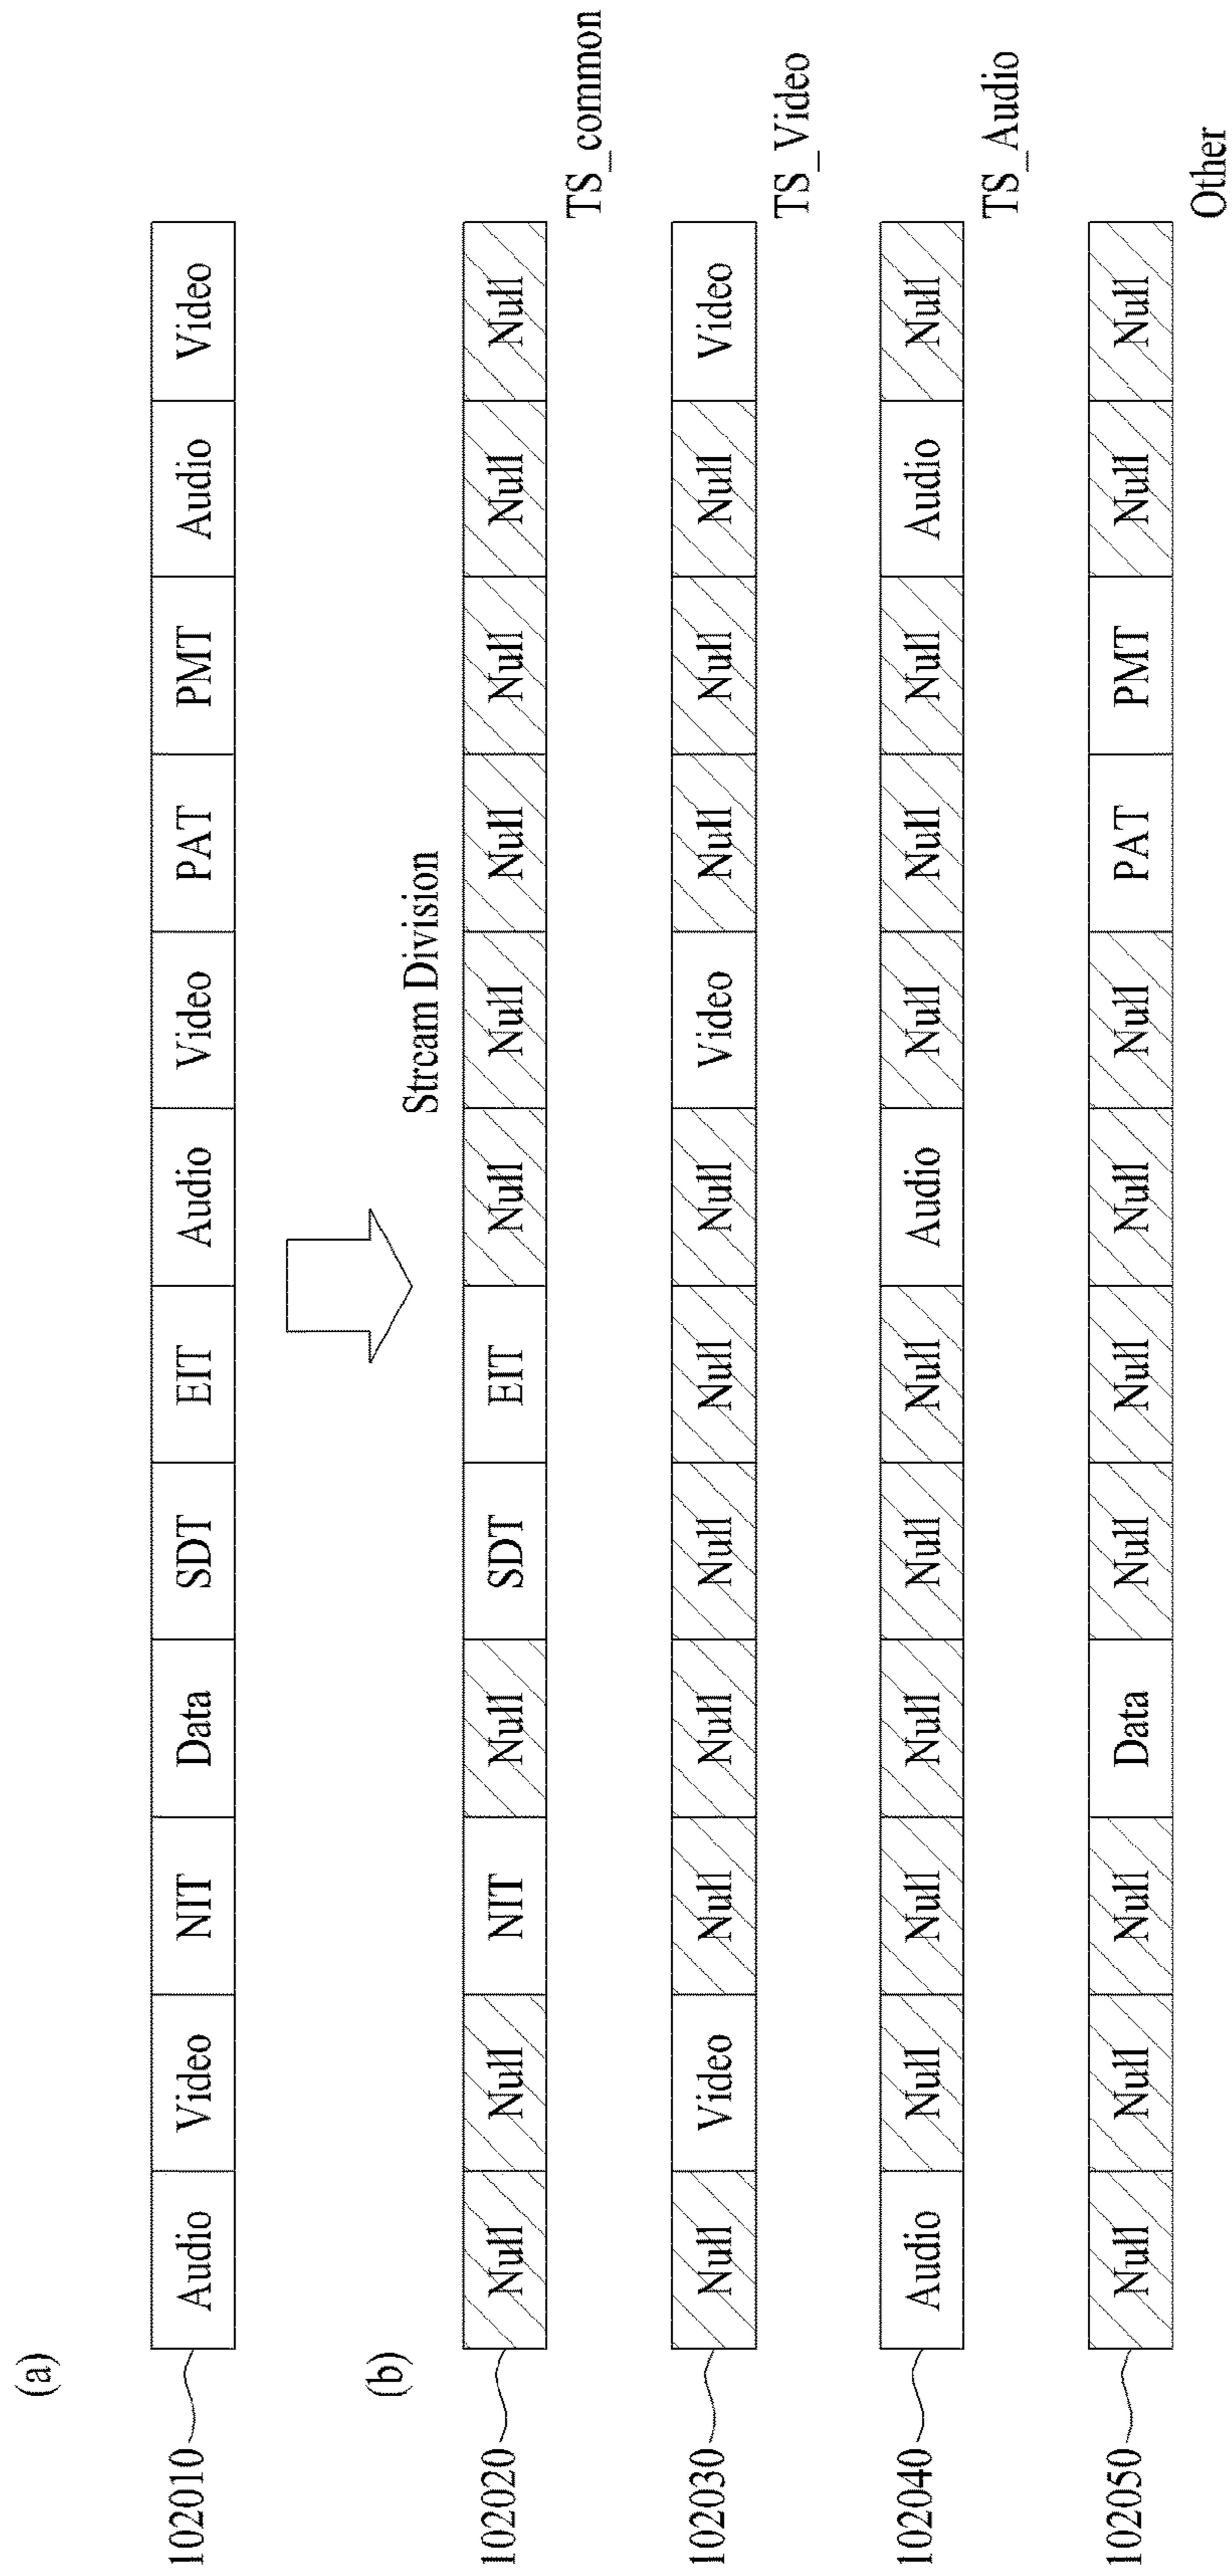 (a)
102010 Audio Video NIT Data SDT EIT Audio Video PAT PMT Audio Video
Stream Division
(b)
102020 Null Null NIT Null SDT EIT Null Null Null Null Null Null
TS_common
102030 Null Video Null Null Null Null Null Video Null Null Null Video
TS_Video
102040 Audio Null Null Null Null Null Audio Null Null Null Audio Null
TS_Audio
102050 Null Null Null Data Null Null Null Null PAT PMT Null Null
Other